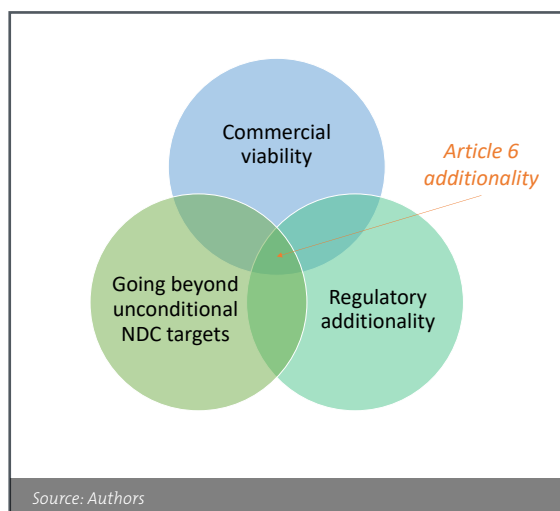 Commercial
viability
Article 6
additionality
Going beyond
unconditional
NDC targets
Regulatory
additionality
Source: Authors